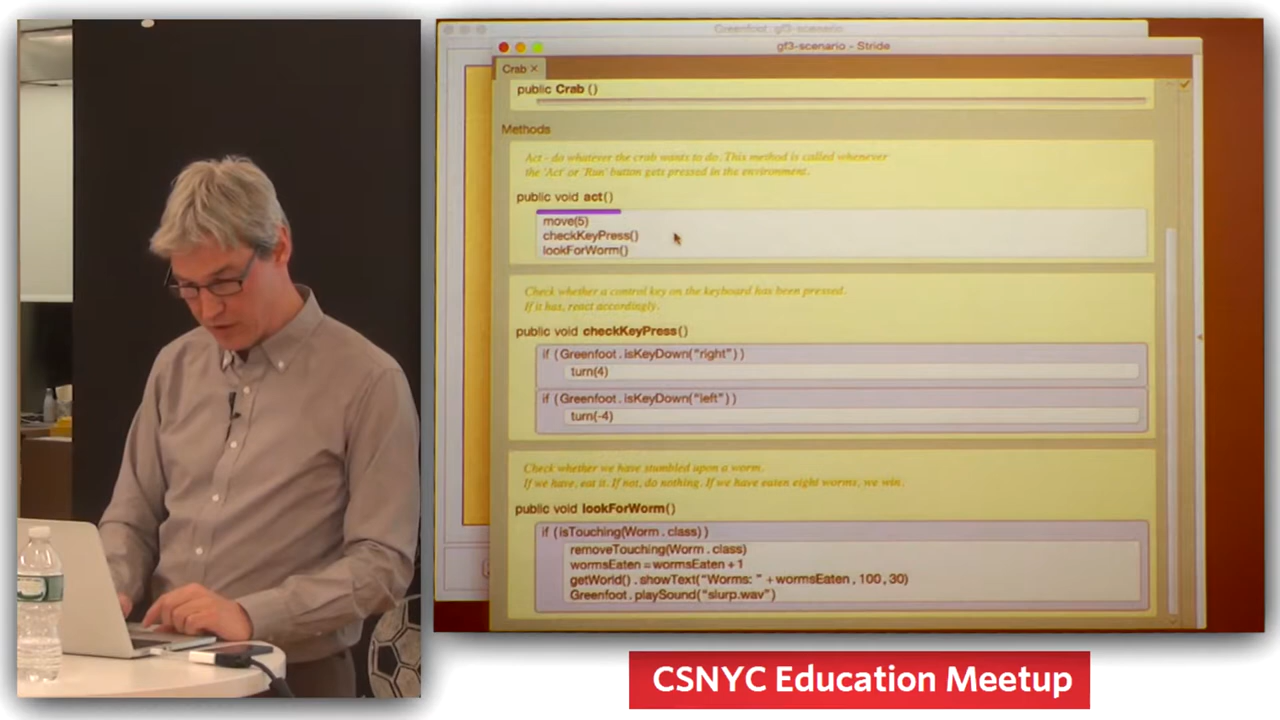 Greenfoot: gf3-scenario
gf3-scenario - Stride
Crab ×
public Crab ()
Methods
Act - do whatever the crab wants to do. This method is called whenever
the 'Act' or 'Run' button gets pressed in the environment.
public void act()
move(5)
checkKeyPress()
lookForWorm()
Check whether a control key on the keyboard has been pressed.
If it has, react accordingly.
public void checkKeyPress()
if (Greenfoot . isKeyDown("right") )
turn(4)
if (Greenfoot . isKeyDown("left") )
turn(-4)
Check whether we have stumbled upon a worm.
If we have, eat it. If not, do nothing. If we have eaten eight worms, we win.
public void lookForWorm()
if (isTouching(Worm . class) )
removeTouching(Worm . class)
wormsEaten = wormsEaten + 1
getWorld() . showText("Worms: " + wormsEaten , 100 , 30)
Greenfoot . playSound("slurp.wav")
CSNYC Education Meetup